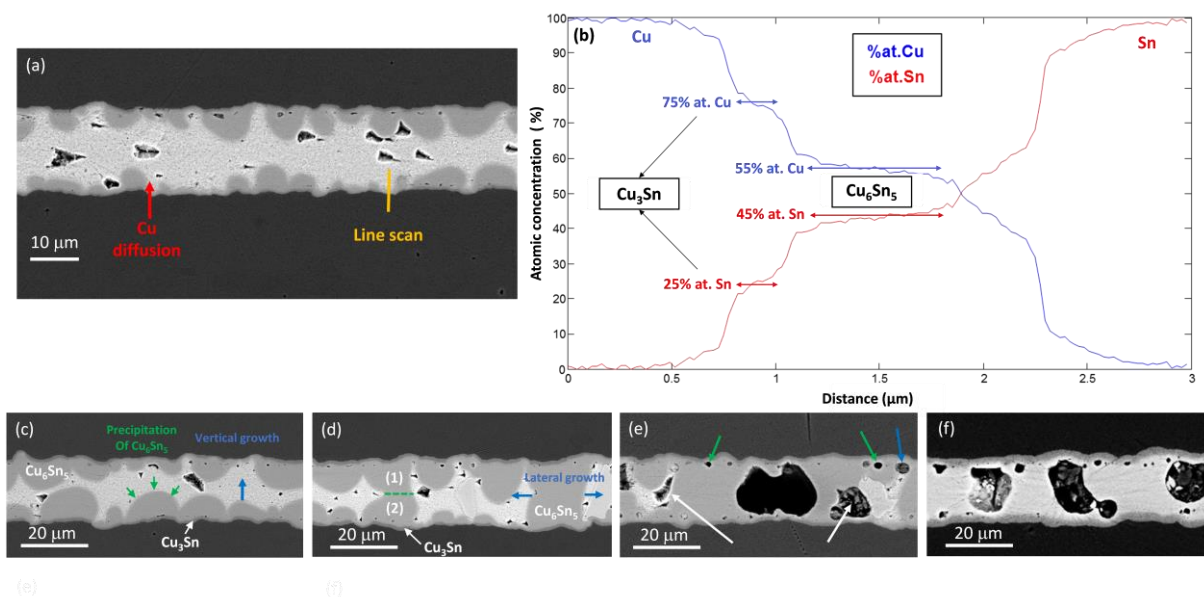 (a)
Cu
diffusion
Line scan
10 µm
(b)
Cu
Sn
%at.Cu
%at.Sn
75% at. Cu
55% at. Cu
Cu₃Sn
Cu₆Sn₅
45% at. Sn
25% at. Sn
Atomic concentration ( %)
100
90
80
70
60
50
40
30
20
10
0
0
0.5
1
1.5
2
2.5
3
Distance (µm)
(c)
Precipitation
Of Cu₆Sn₅
Vertical growth
Cu₆Sn₅
20 µm
Cu₃Sn
(d)
(1)
(2)
Lateral growth
Cu₆Sn₅
20 µm
Cu₃Sn
(e)
20 µm
(f)
20 µm
(e)
(f)